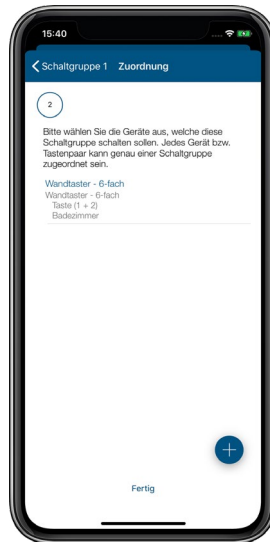 15:40
Schaltgruppe 1 Zuordnung
2
Bitte wählen Sie die Geräte aus, welche diese
Schaltgruppe schalten sollen. Jedes Gerät bzw.
Tastenpaar kann genau einer Schaltgruppe
zugeordnet sein.
Wandtaster - 6-fach
Wandtaster - 6-fach
Taste (1 + 2)
Badezimmer
Fertig